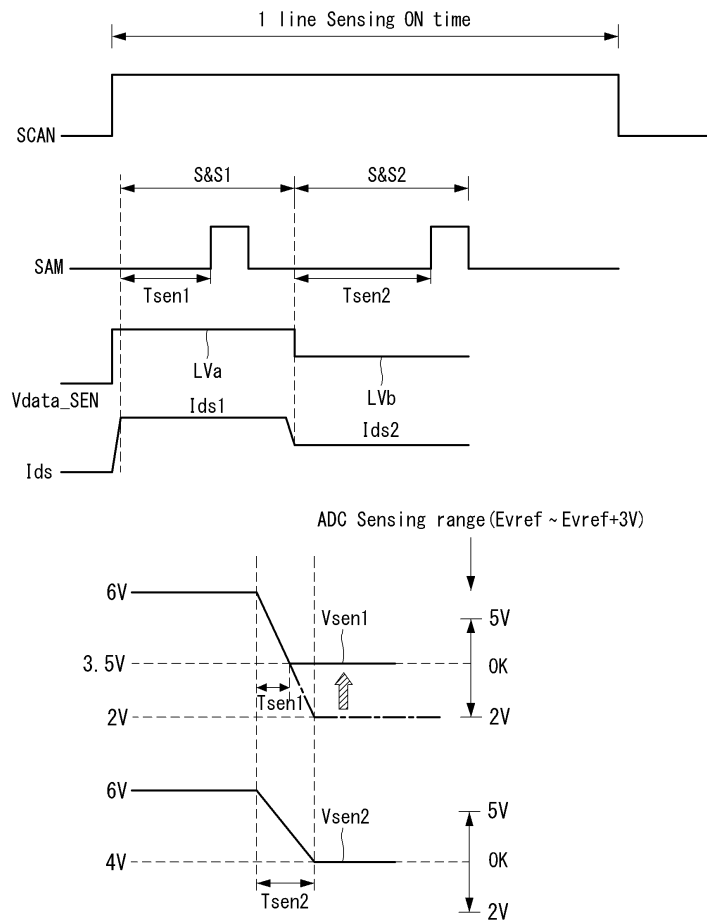 1 line Sensing ON time
SCAN
S&S1
S&S2
SAM
Tsen1
Tsen2
LVa
Vdata_SEN
LVb
Ids1
Ids2
Ids
ADC Sensing range(Evref ~ Evref+3V)
6V
Vsen1
5V
3.5V
OK
Tsen1
2V
2V
6V
Vsen2
5V
4V
OK
Tsen2
2V